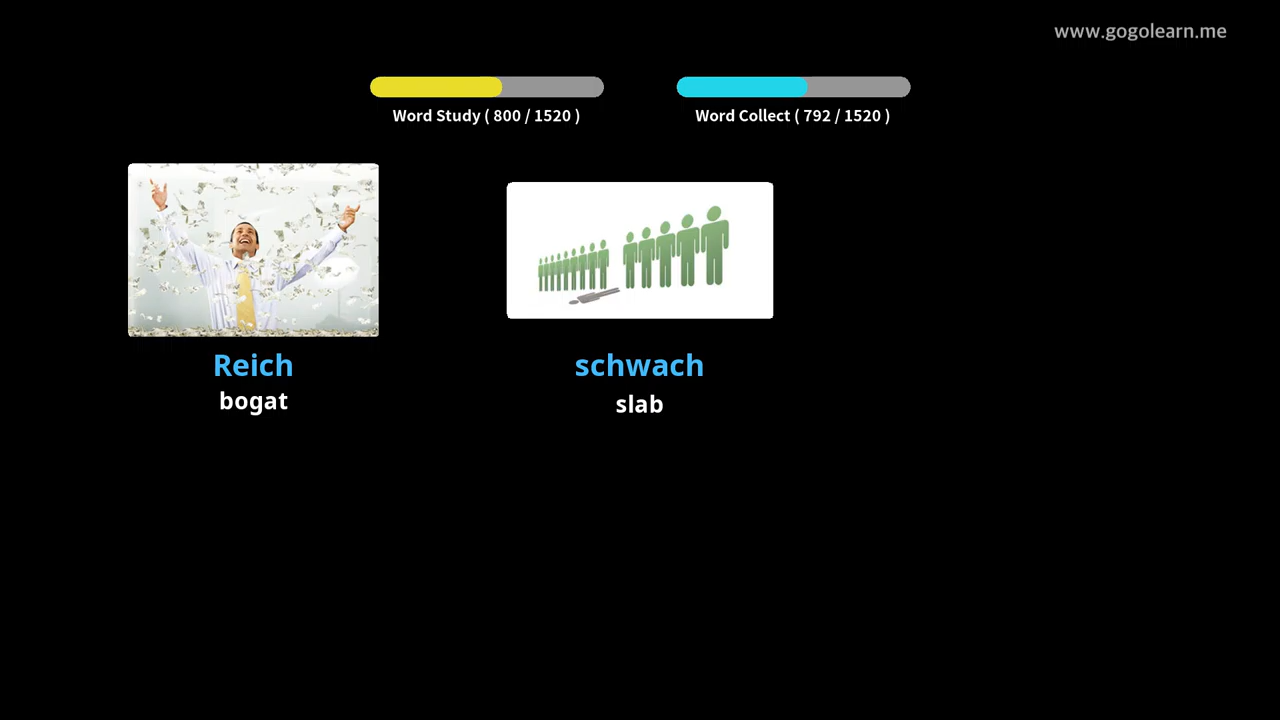 www.gogolearn.me
Word Study ( 800 / 1520 )
Word Collect ( 792 / 1520 )
Reich
bogat
schwach
slab